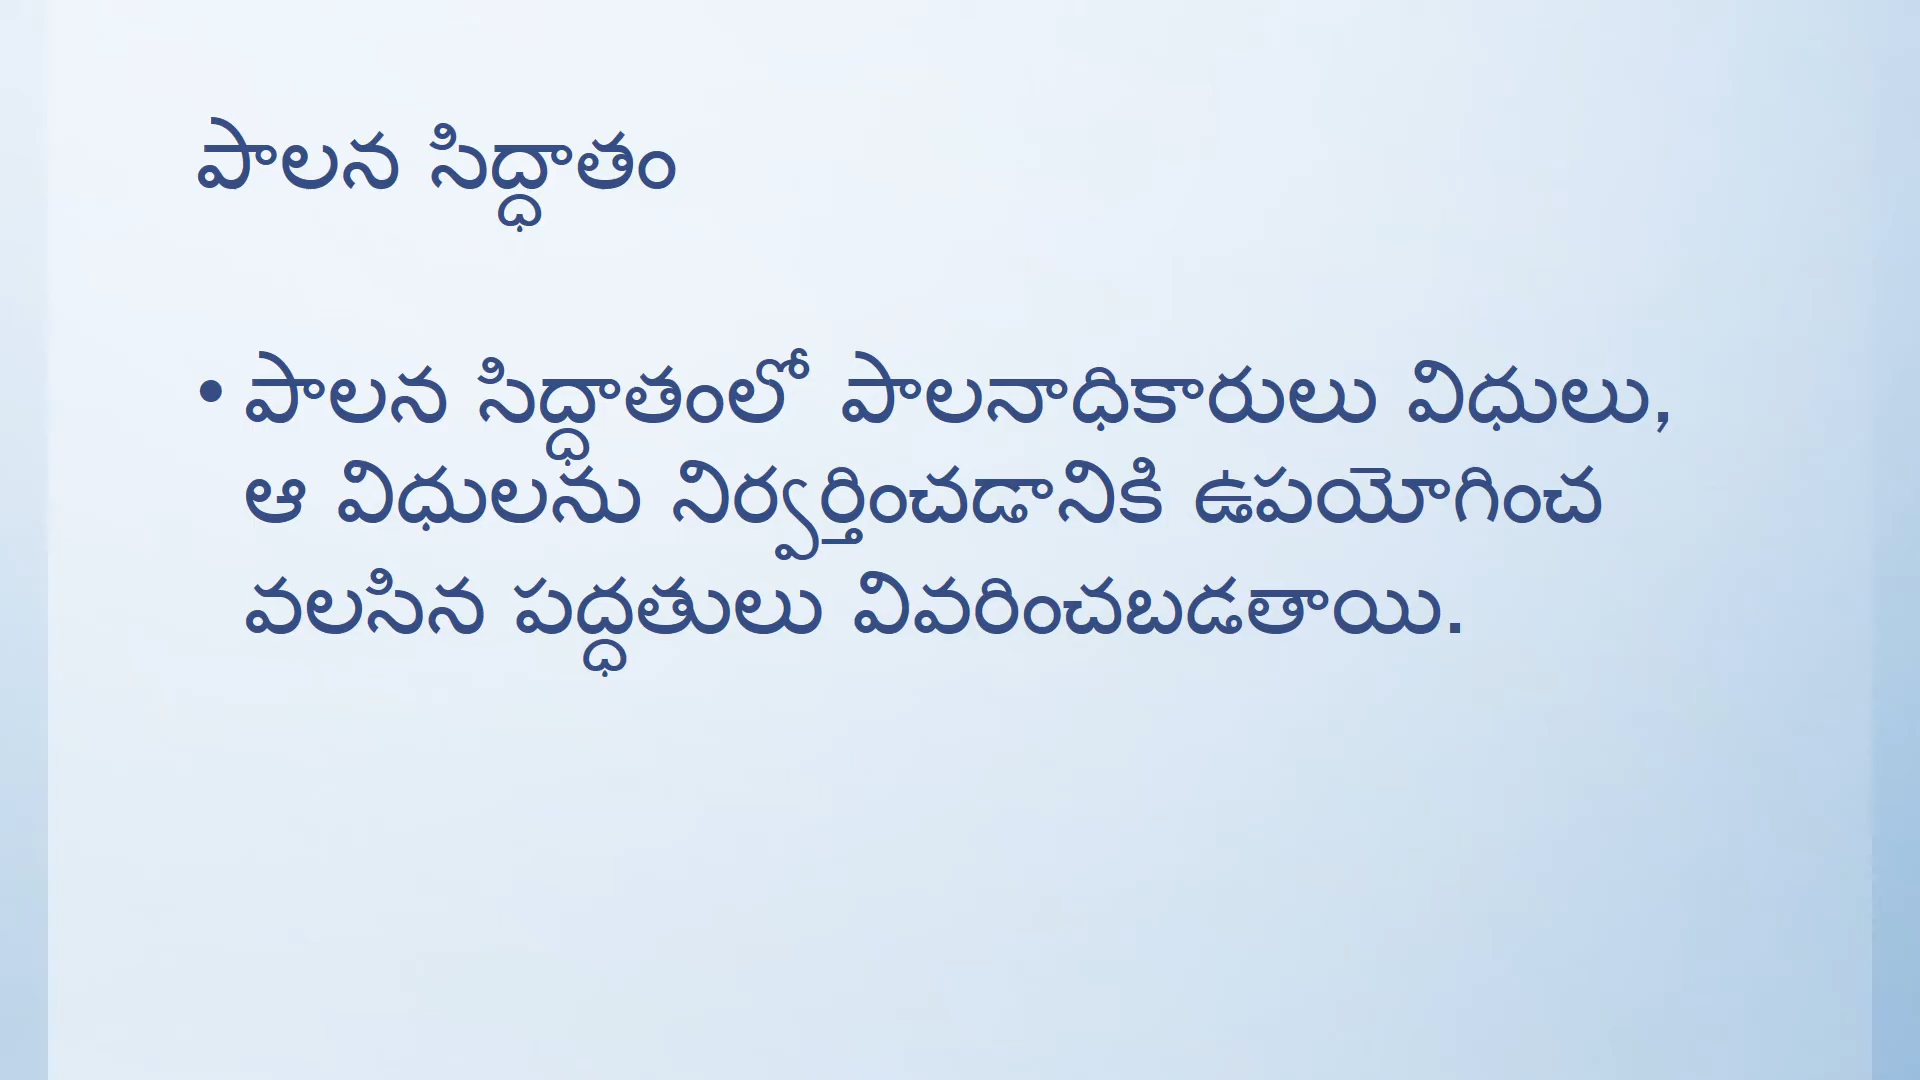 పాలన సిద్ధాతం
• పాలన సిద్ధాతంలో పాలనాధికారులు విధులు,
ఆ విధులను నిర్వర్తించడానికి ఉపయోగించ
వలసిన పద్ధతులు వివరించబడతాయి.